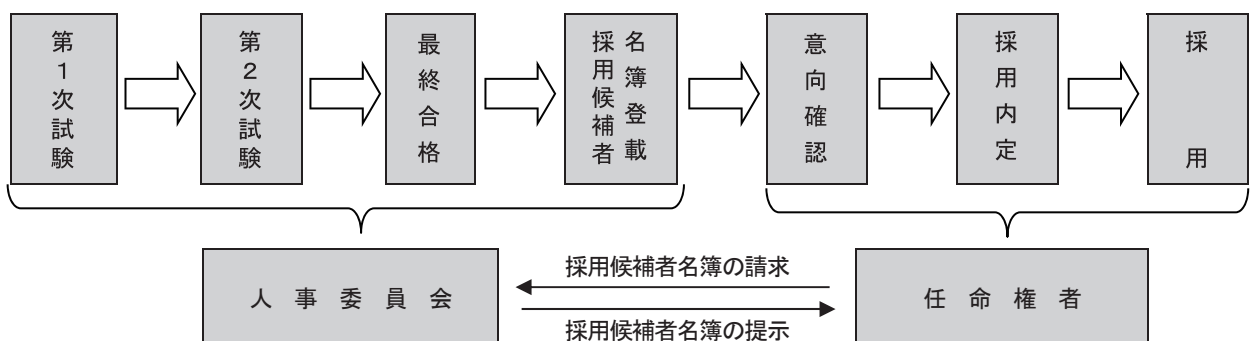 第１次試験
第２次試験
最終合格
採用候補者
名簿登載
意向確認
採用内定
採用
人事委員会
採用候補者名簿の請求
採用候補者名簿の提示
任命権者